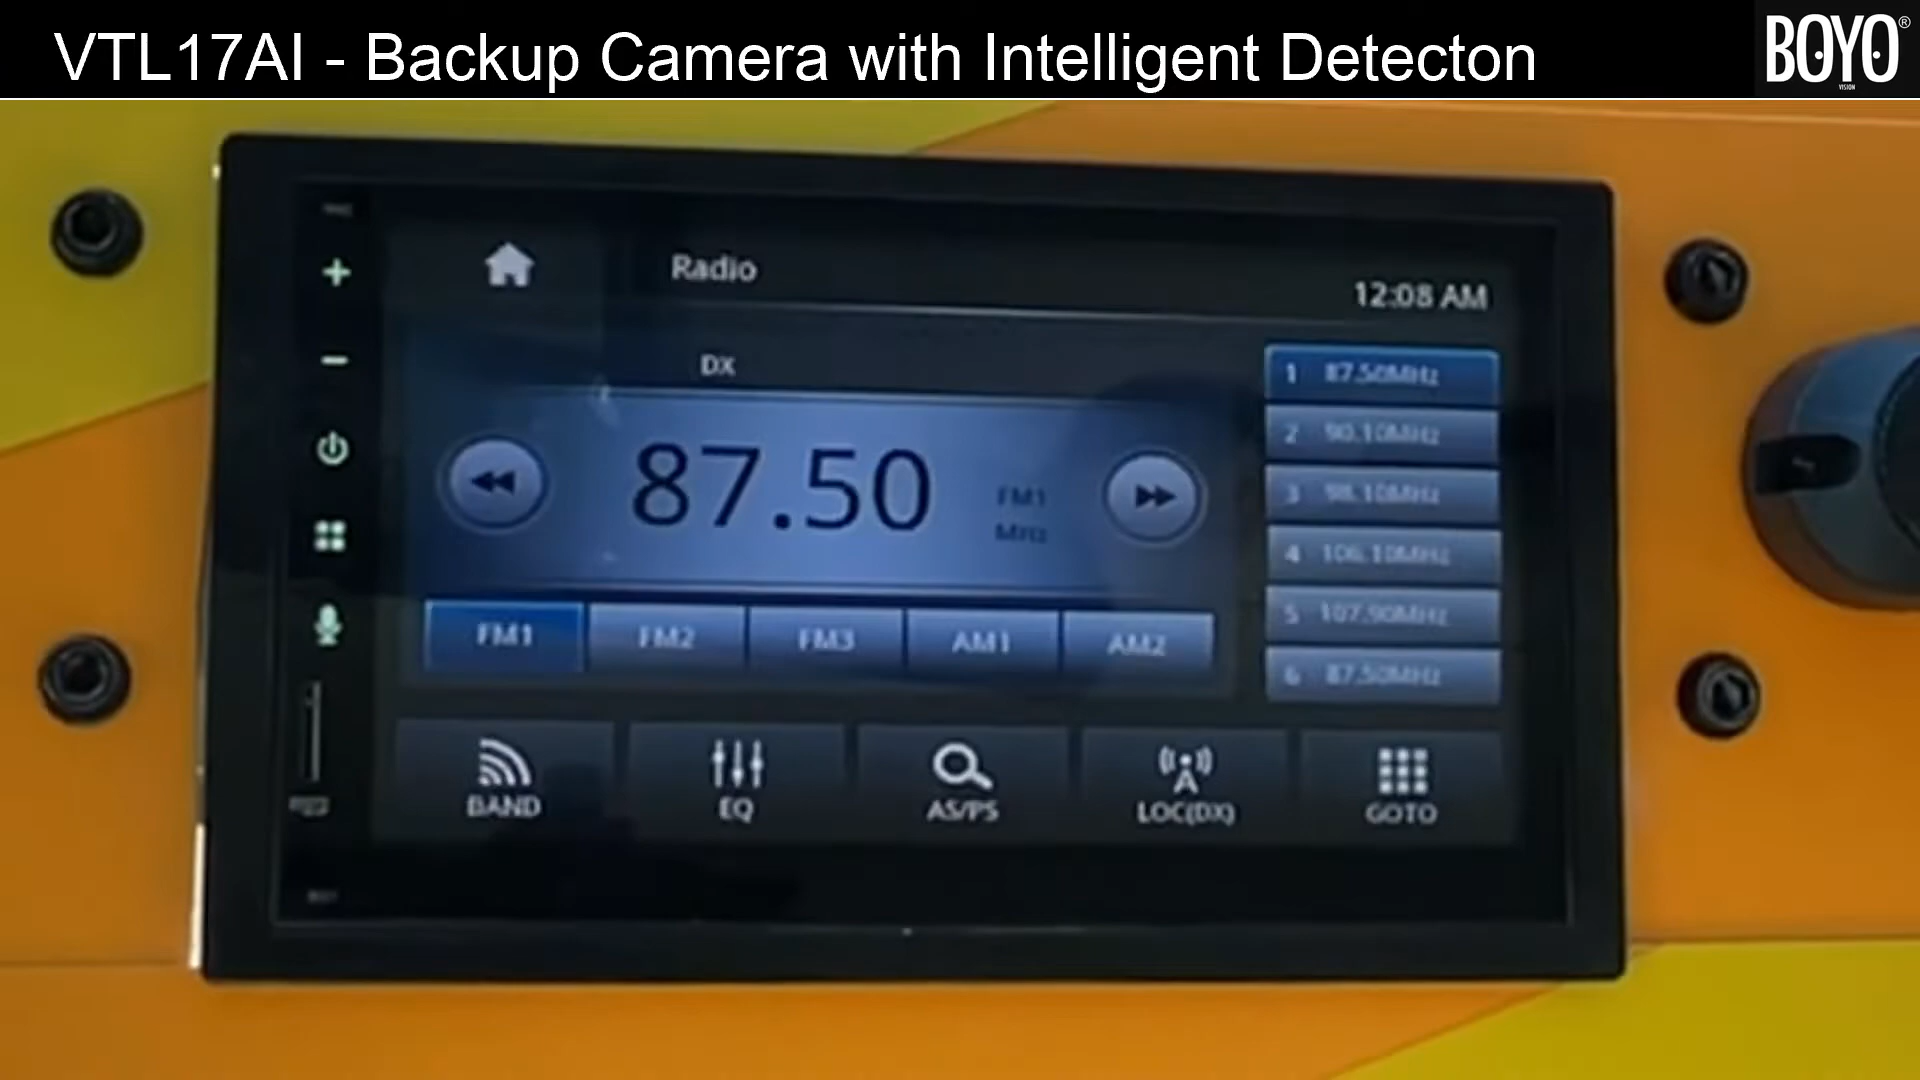 VTL17AI - Backup Camera with Intelligent Detecton
BOYO®
VISION
Radio
12:08 AM
DX
87.50
FM1
MHz
FM1 FM2 FM3 AM1 AM2
1 87.50MHz
2 90.10MHz
3 98.10MHz
4 106.10MHz
5 107.90MHz
6 87.50MHz
BAND EQ AS/PS LOC(DX) GOTO